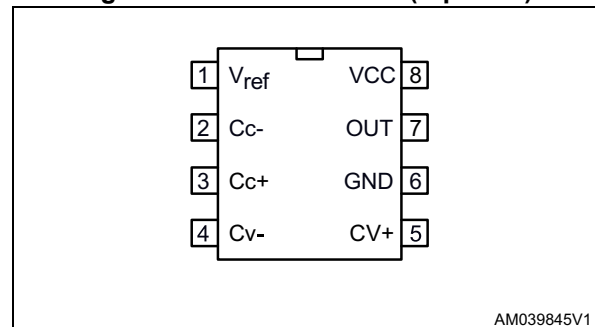 1 Vref VCC 8
2 Cc- OUT 7
3 Cc+ GND 6
4 Cv- CV+ 5
AM039845V1